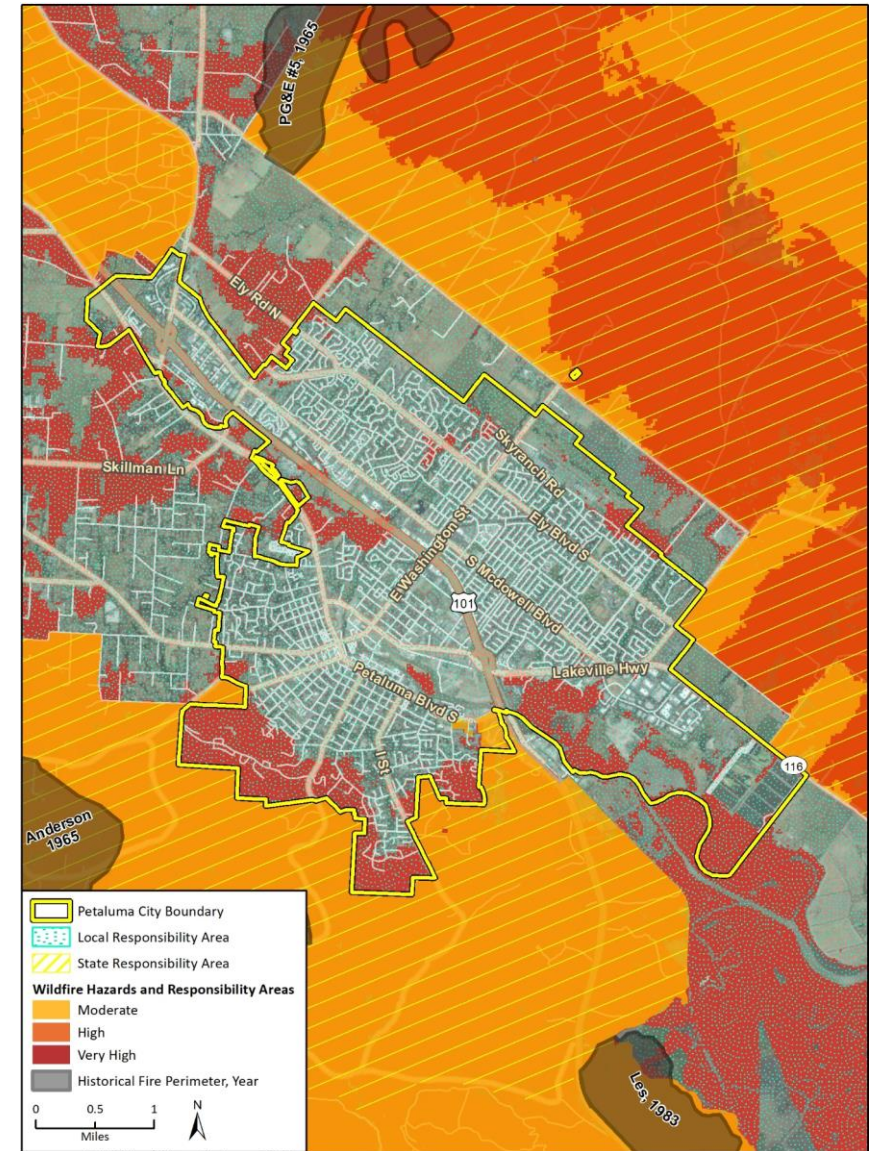 PG&E #5, 1965
Ely Rd N
Skillman Ln
Skyranch Rd
Ely Blvd S
E Washington St
S Mcdowell Blvd
101
Lakeville Hwy
Petaluma Blvd S
I St
116
Anderson
1965
Les, 1983
Petaluma City Boundary
Local Responsibility Area
State Responsibility Area
Wildfire Hazards and Responsibility Areas
Moderate
High
Very High
Historical Fire Perimeter, Year
0 0.5 1
Miles
N